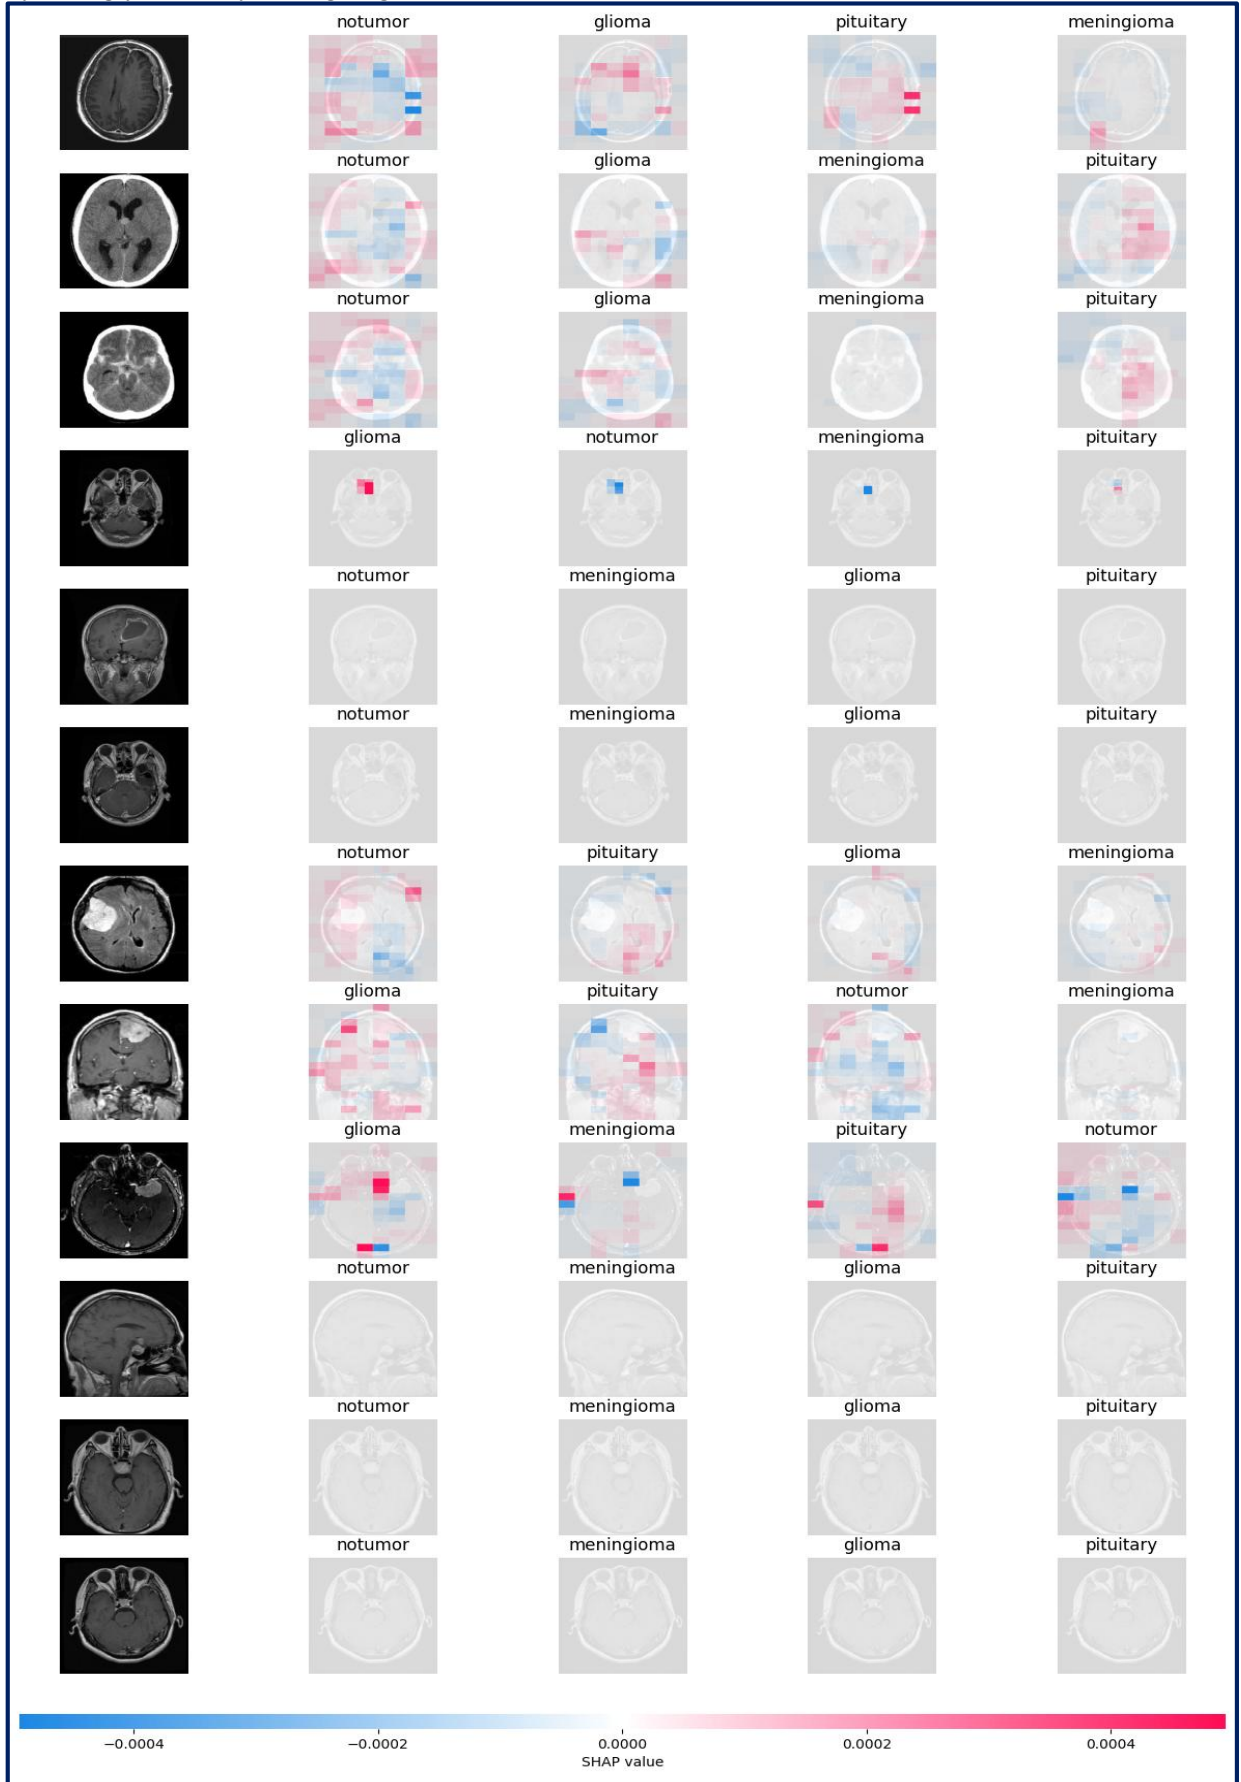 notumor glioma pituitary meningioma
notumor glioma meningioma pituitary
notumor glioma meningioma pituitary
glioma notumor meningioma pituitary
notumor meningioma glioma pituitary
notumor meningioma glioma pituitary
notumor pituitary glioma meningioma
glioma pituitary notumor meningioma
glioma meningioma pituitary notumor
notumor meningioma glioma pituitary
notumor meningioma glioma pituitary
notumor meningioma glioma pituitary
−0.0004 −0.0002 0.0000 0.0002 0.0004
SHAP value